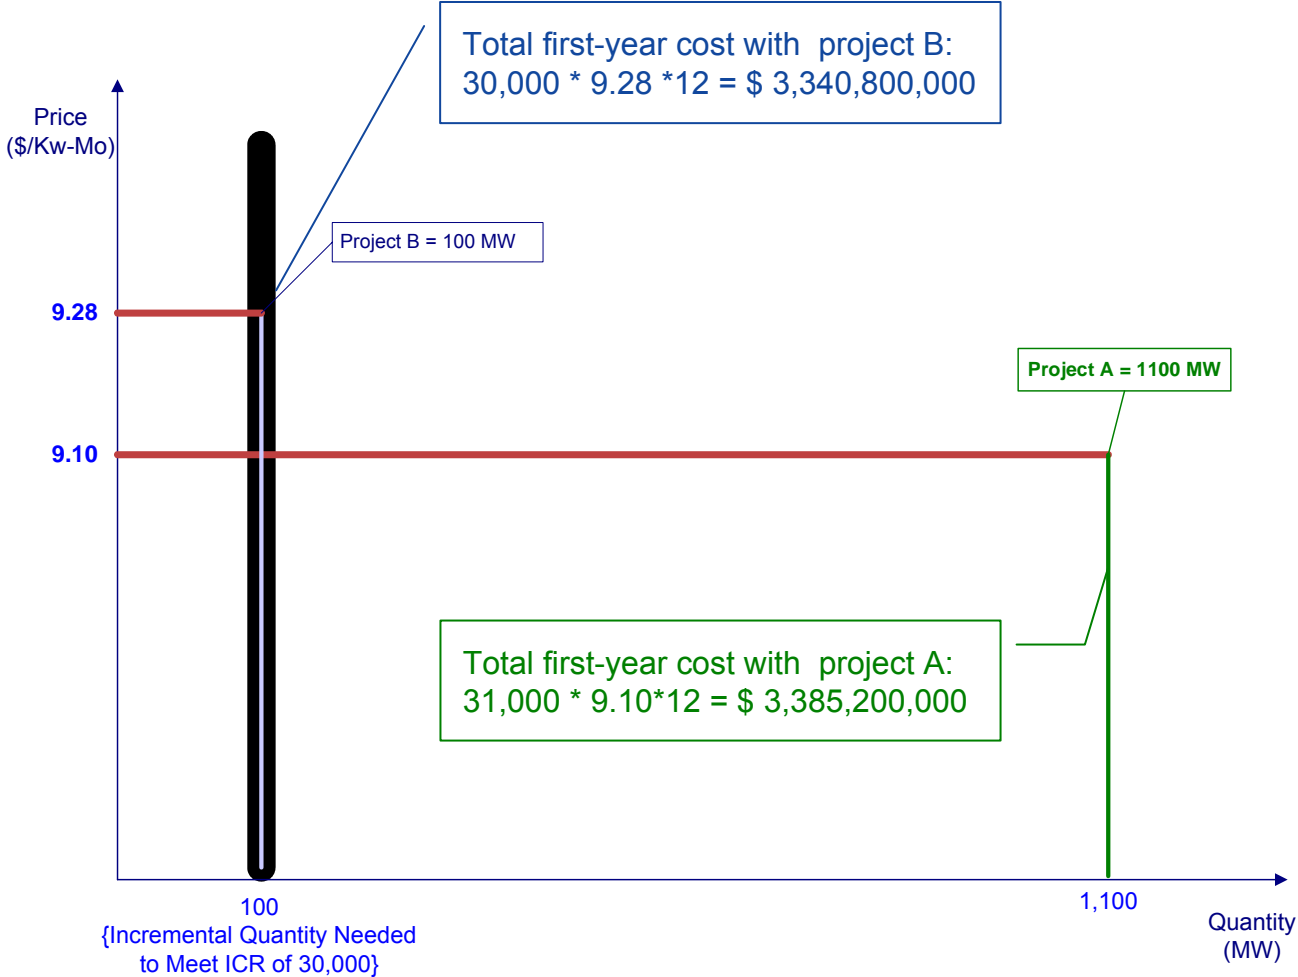 Total first-year cost with  project B:
30,000 * 9.28 *12 = $ 3,340,800,000
Price
($/Kw-Mo)
Project B = 100 MW
9.28
Project A = 1100 MW
9.10
Total first-year cost with  project A:
31,000 * 9.10*12 = $ 3,385,200,000
100
{Incremental Quantity Needed
to Meet ICR of 30,000}
1,100
Quantity
(MW)